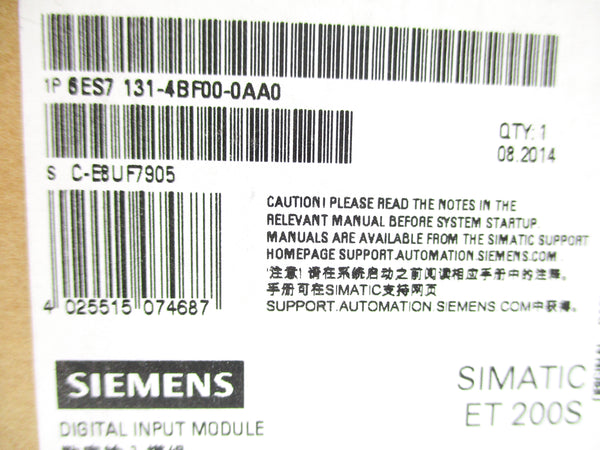 1P 6ES7 131-4BF00-0AA0
QTY: 1
08.2014
S C-E8UF7905
CAUTION! PLEASE READ THE NOTES IN THE
RELEVANT MANUAL BEFORE SYSTEM STARTUP.
MANUALS ARE AVAILABLE FROM THE SIMATIC SUPPORT
HOMEPAGE SUPPORT.AUTOMATION.SIEMENS.COM.
'注意! 请在系统启动之前阅读相应手册中的注释。
手册可在SIMATIC支持网页
SUPPORT.AUTOMATION SIEMENS COM中获得。
4 025515 074687
SIEMENS
SIMATIC
ET 200S
DIGITAL INPUT MODULE